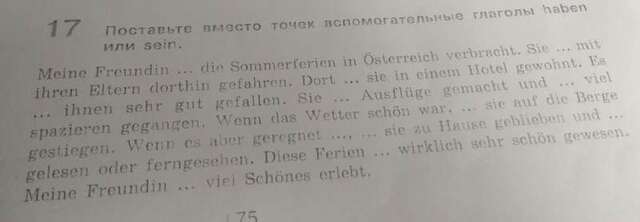 17 Поставьте вместо точек вспомогательные глаголы haben
или sein.
Meine Freundin ... die Sommerferien in Österreich verbracht. Sie ... mit
ihren Eltern dorthin gefahren. Dort ... sie in einem Hotel gewohnt. Es
... ihnen sehr gut gefallen. Sie ... Ausflüge gemacht und ... viel
spazieren gegangen. Wenn das Wetter schön war, ... sie auf die Berge
gestiegen. Wenn es aber geregnet ..., ... sie zu Hause geblieben und ...
gelesen oder ferngesehen. Diese Ferien ... wirklich sehr schön gewesen.
Meine Freundin ... viel Schönes erlebt.
75